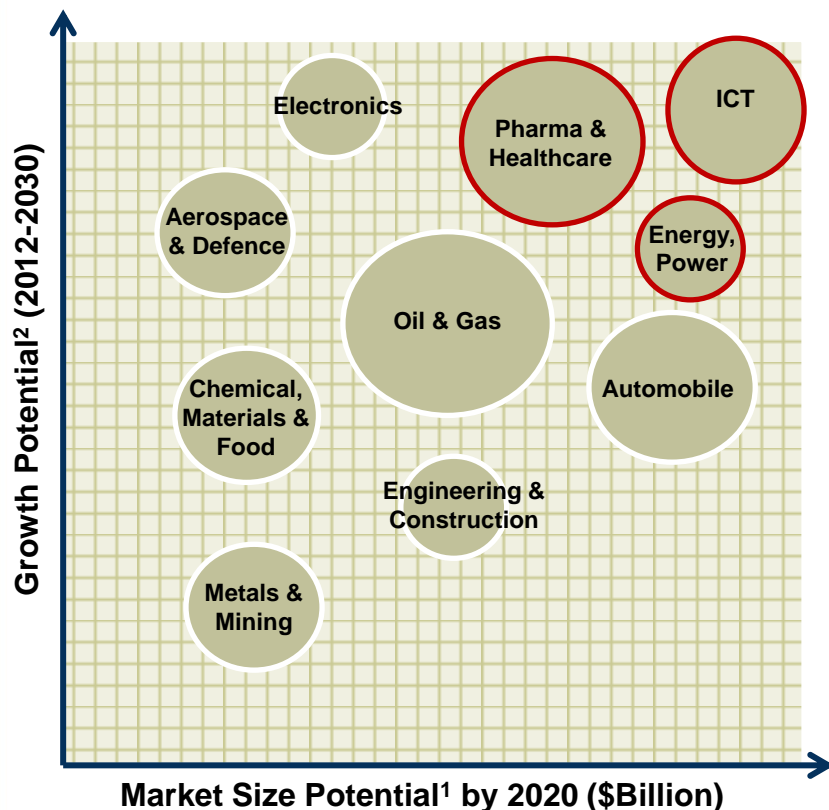 Growth Potential² (2012-2030)
Electronics
Pharma &
Healthcare
ICT
Aerospace
& Defence
Energy,
Power
Oil & Gas
Chemical,
Materials &
Food
Automobile
Engineering &
Construction
Metals &
Mining
Market Size Potential¹ by 2020 ($Billion)